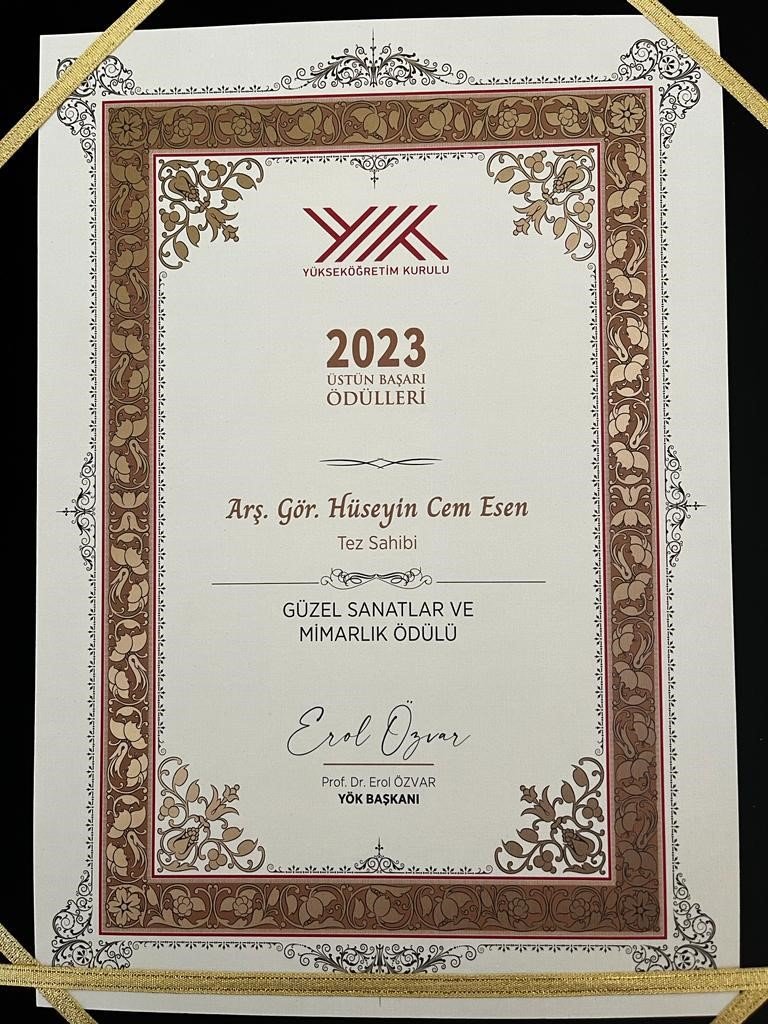 YÖK
YÜKSEKÖĞRETİM KURULU
2023
ÜSTÜN BAŞARI
ÖDÜLLERİ
Arş. Gör. Hüseyin Cem Esen
Tez Sahibi
GÜZEL SANATLAR VE
MİMARLIK ÖDÜLÜ
Erol Özvar
Prof. Dr. Erol ÖZVAR
YÖK BAŞKANI